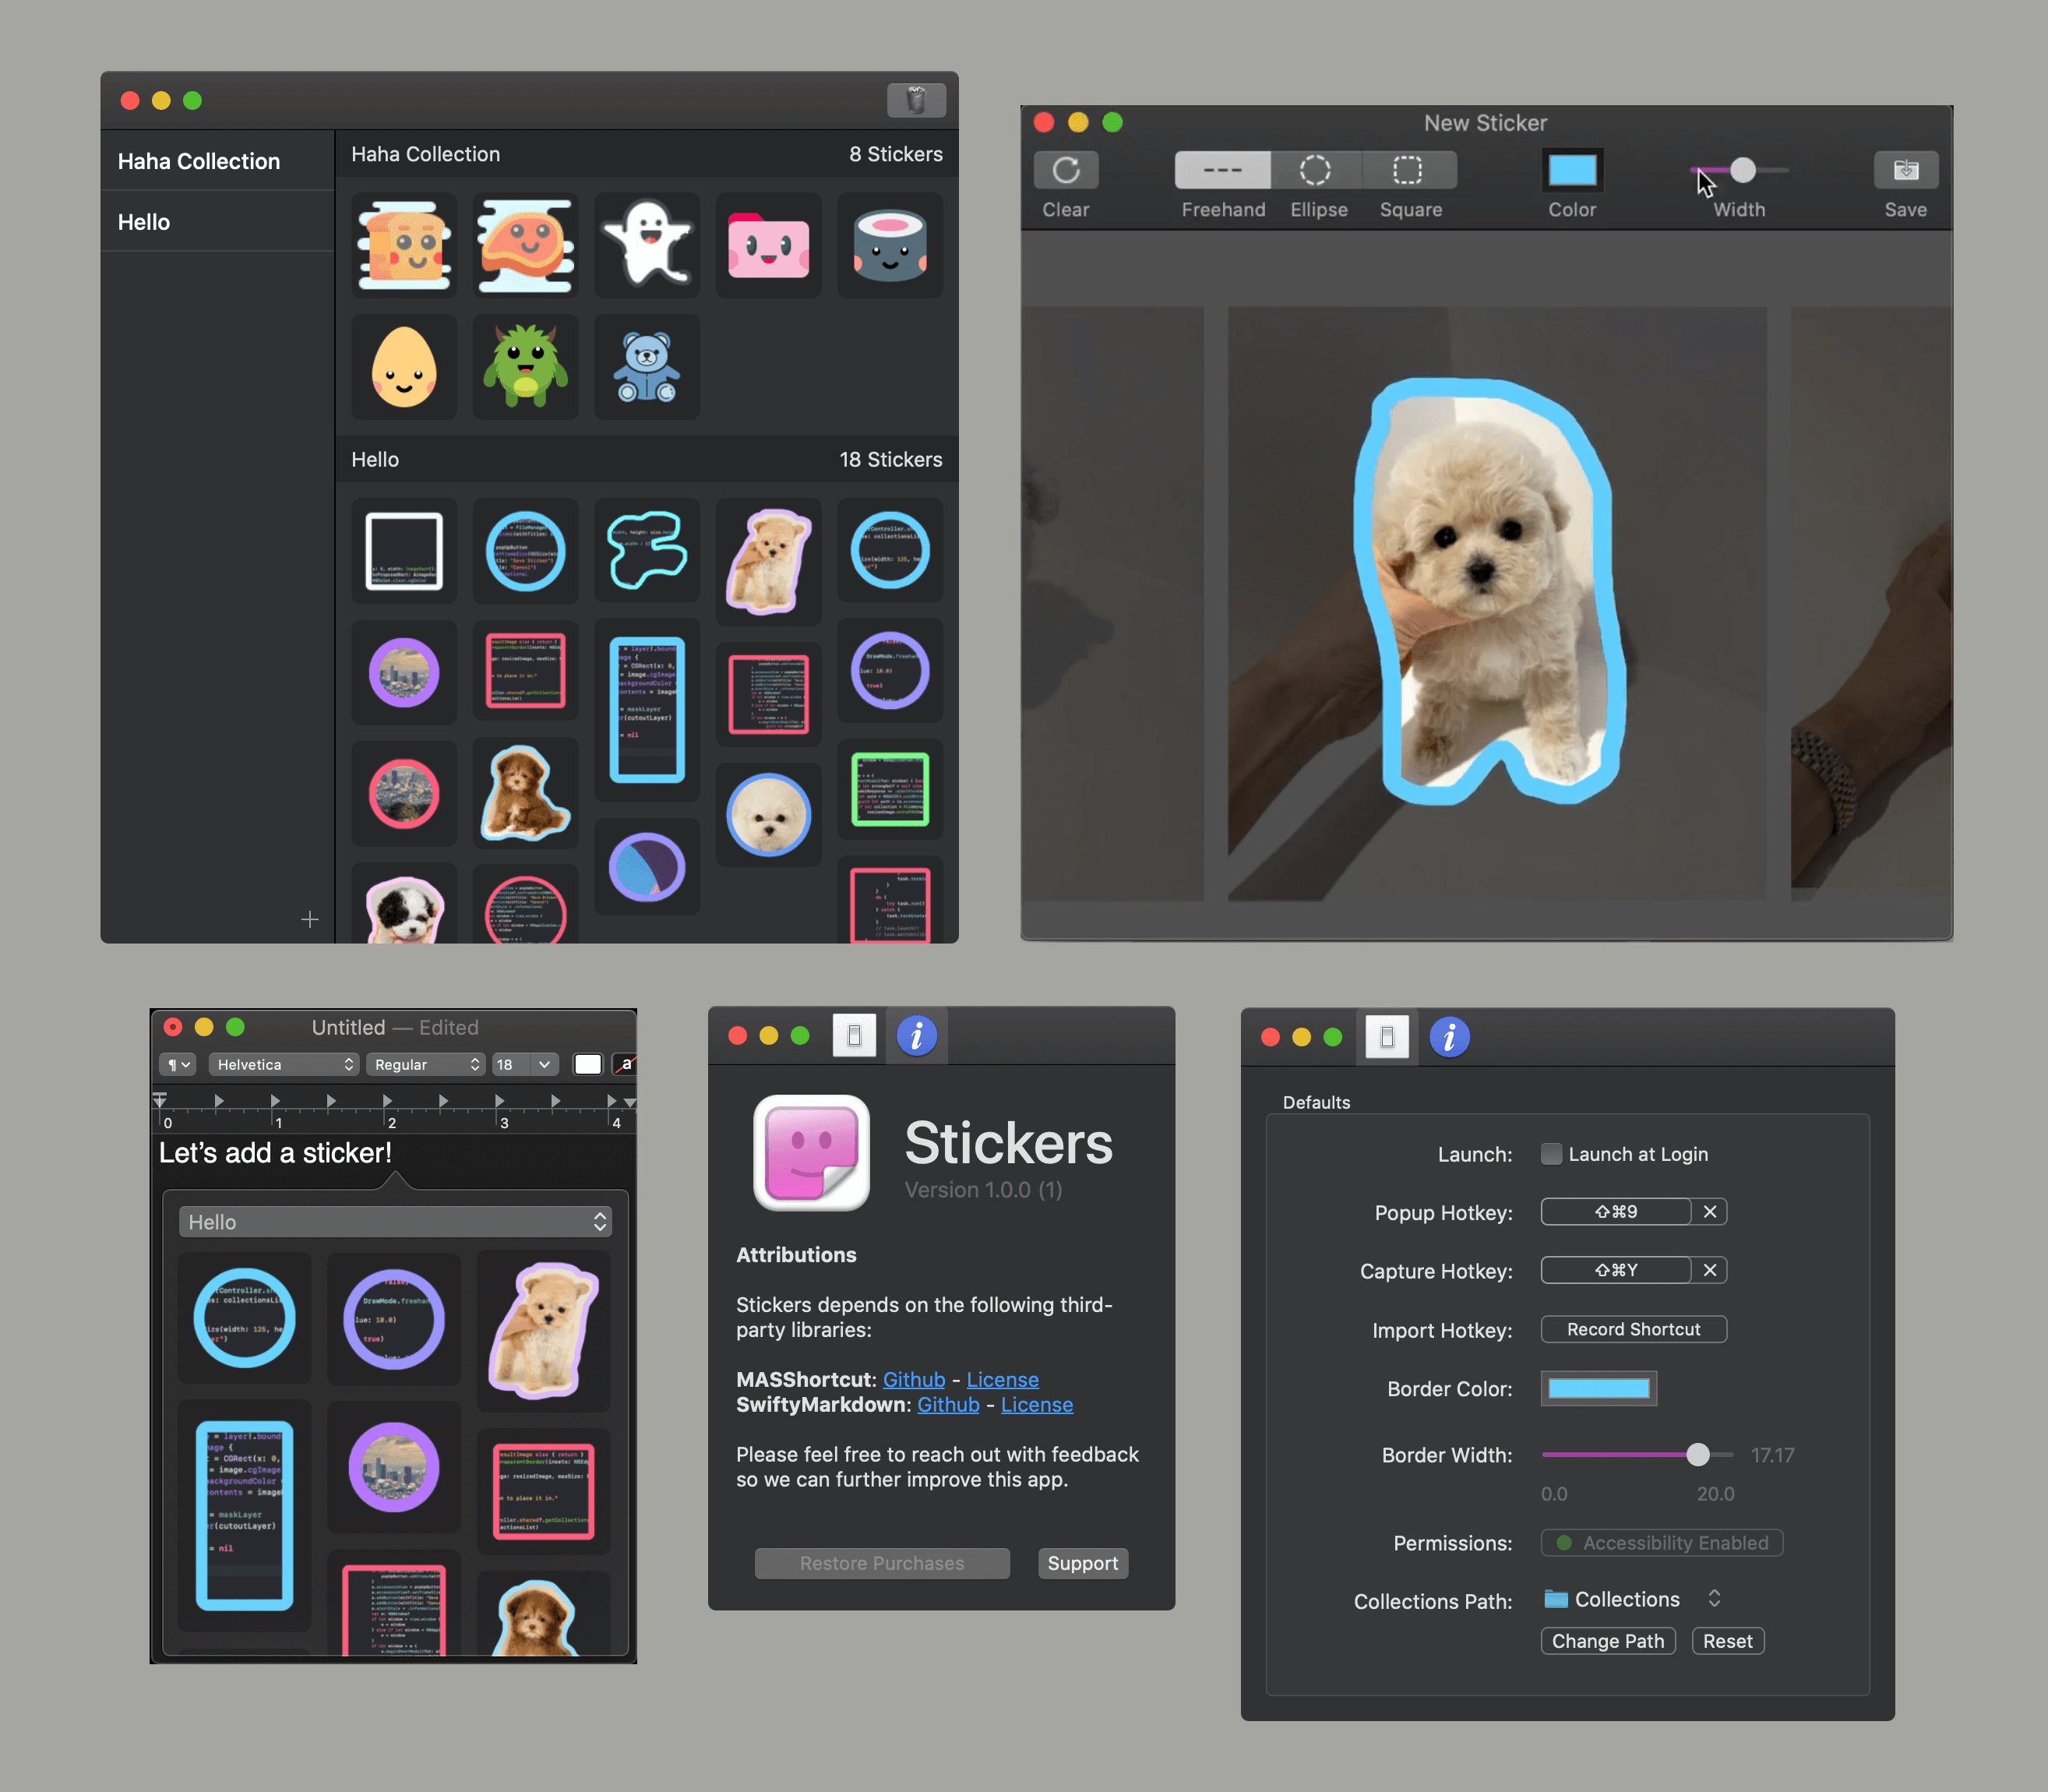 Haha Collection
Hello
Haha Collection
8 Stickers
Hello
18 Stickers
New Sticker
Clear
Freehand
Ellipse
Square
Color
Width
Save
Untitled — Edited
¶
Helvetica
Regular
18
a
0
1
2
3
4
Let’s add a sticker!
Hello
Stickers
Version 1.0.0 (1)
Attributions
Stickers depends on the following third-
party libraries:
MASShortcut: Github - License
SwiftyMarkdown: Github - License
Please feel free to reach out with feedback
so we can further improve this app.
Restore Purchases
Support
Defaults
Launch:
Launch at Login
Popup Hotkey:
⇧⌘9
Capture Hotkey:
⇧⌘Y
Import Hotkey:
Record Shortcut
Border Color:
Border Width:
17.17
0.0
20.0
Permissions:
Accessibility Enabled
Collections Path:
Collections
Change Path
Reset